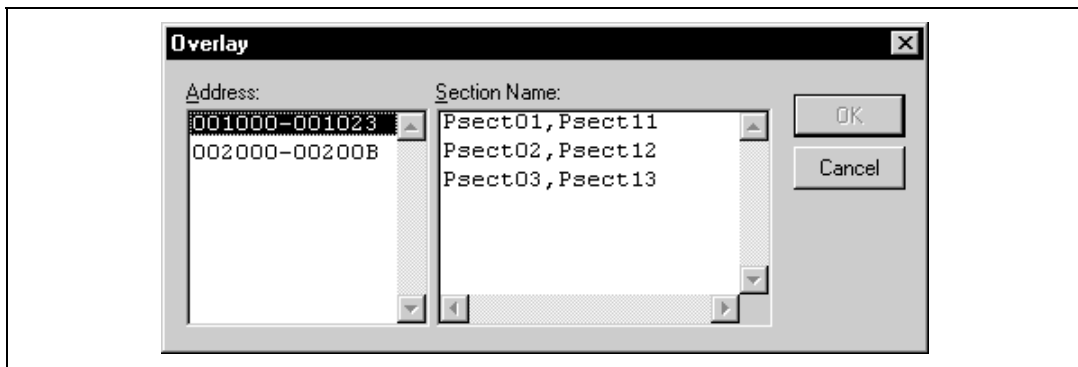 Overlay
Address:
001000-001023
002000-00200B
Section Name:
Psect01,Psect11
Psect02,Psect12
Psect03,Psect13
OK
Cancel